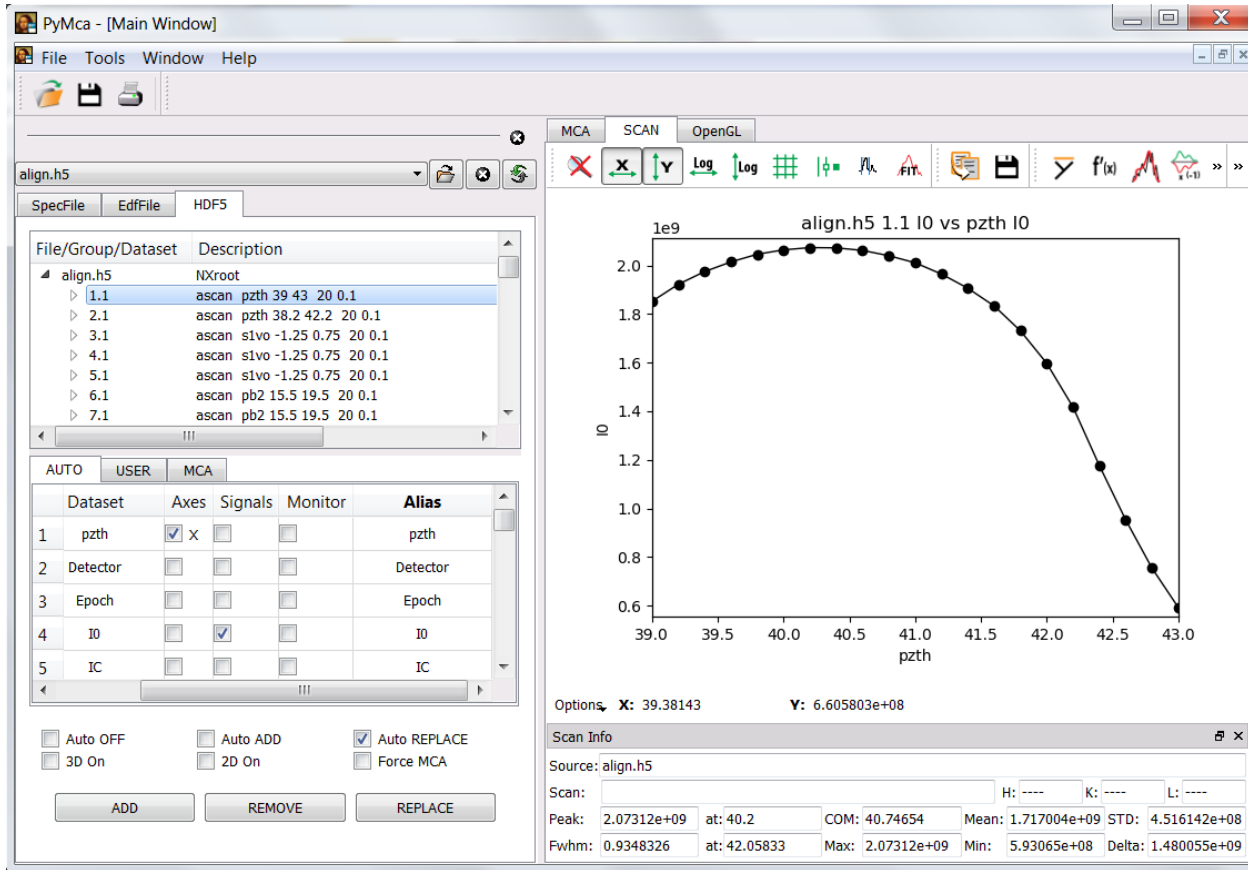 PyMca - [Main Window]
File Tools Window Help
align.h5
SpecFile EdfFile HDF5
File/Group/Dataset Description
align.h5 NXroot
1.1 ascan pzth 39 43 20 0.1
2.1 ascan pzth 38.2 42.2 20 0.1
3.1 ascan s1vo -1.25 0.75 20 0.1
4.1 ascan s1vo -1.25 0.75 20 0.1
5.1 ascan s1vo -1.25 0.75 20 0.1
6.1 ascan pb2 15.5 19.5 20 0.1
7.1 ascan pb2 15.5 19.5 20 0.1
AUTO USER MCA
Dataset Axes Signals Monitor Alias
1 pzth X pzth
2 Detector Detector
3 Epoch Epoch
4 I0 I0
5 IC IC
Auto OFF Auto ADD Auto REPLACE
3D On 2D On Force MCA
ADD REMOVE REPLACE
MCA SCAN OpenGL
X Y Log Log FIT Y f'(x) x (-1) » »
align.h5 1.1 I0 vs pzth I0
1e9
2.0
1.8
1.6
1.4
1.2
1.0
0.8
0.6
I0
39.0 39.5 40.0 40.5 41.0 41.5 42.0 42.5 43.0
pzth
Options X: 39.38143 Y: 6.605803e+08
Scan Info
Source: align.h5
Scan: H: ---- K: ---- L: ----
Peak: 2.07312e+09 at: 40.2 COM: 40.74654 Mean: 1.717004e+09 STD: 4.516142e+08
Fwhm: 0.9348326 at: 42.05833 Max: 2.07312e+09 Min: 5.93065e+08 Delta: 1.480055e+09